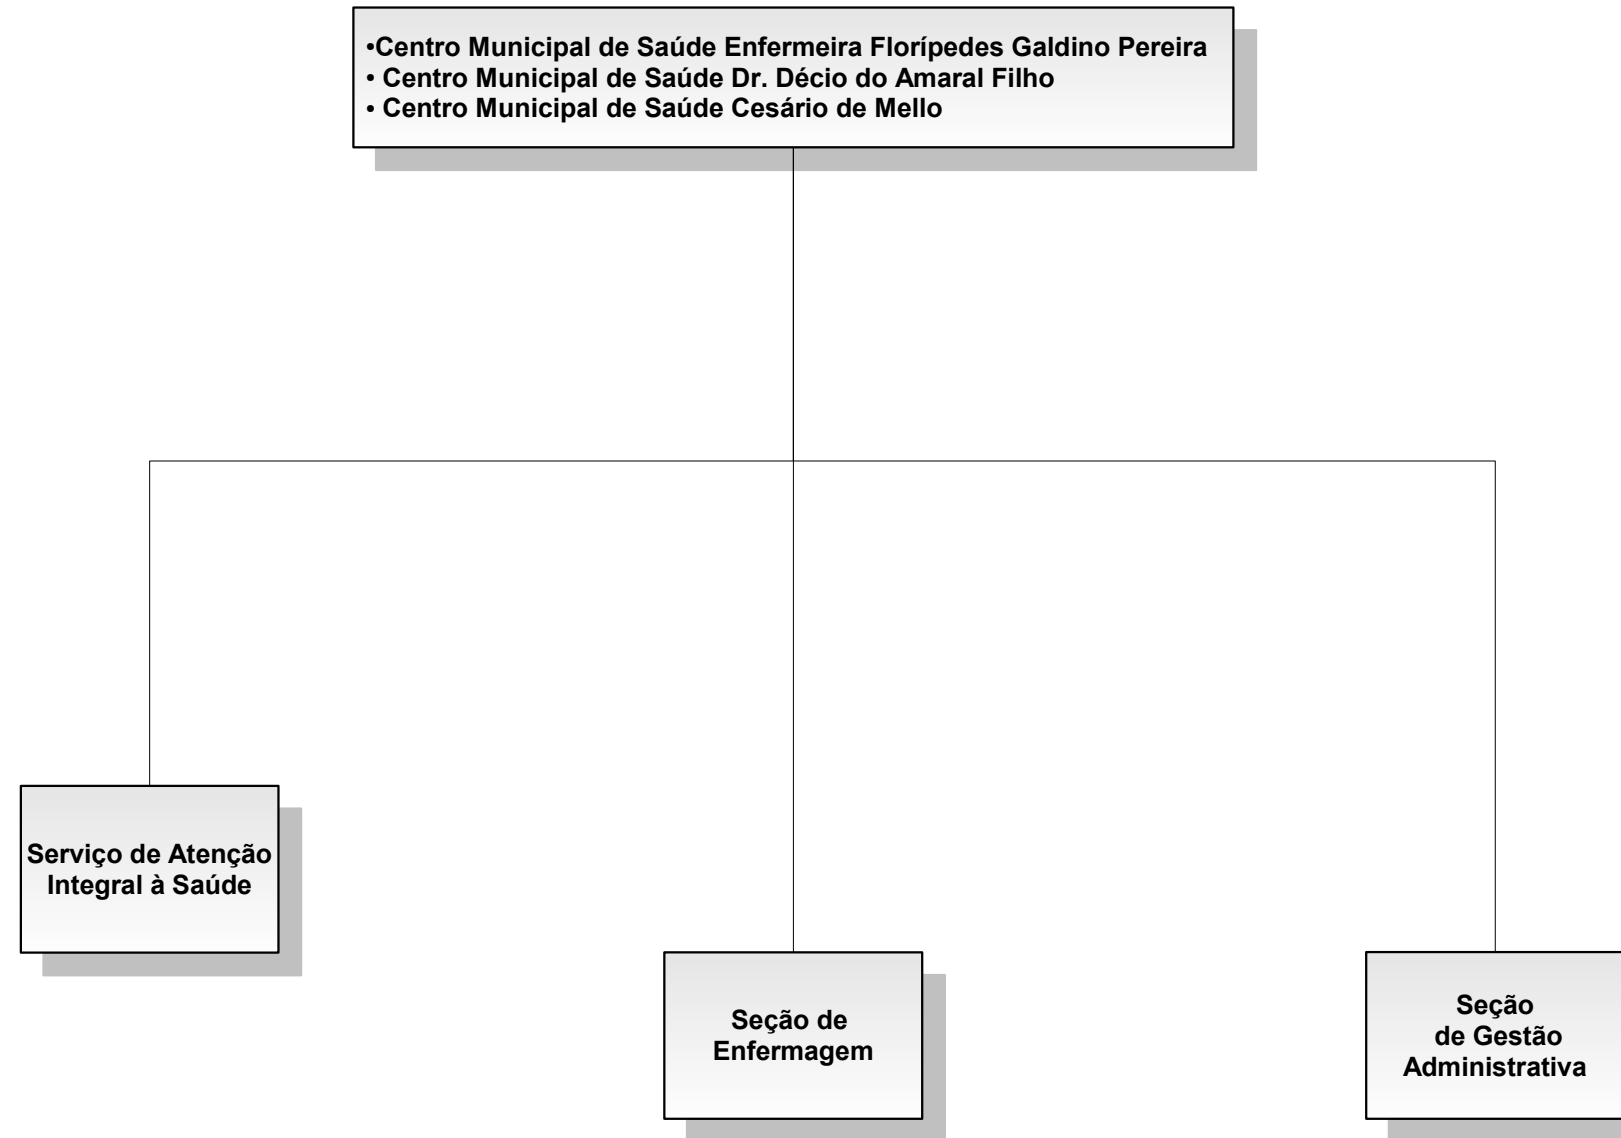 •Centro Municipal de Saúde Enfermeira Florípedes Galdino Pereira
• Centro Municipal de Saúde Dr. Décio do Amaral Filho
• Centro Municipal de Saúde Cesário de Mello
Serviço de Atenção
Integral à Saúde
Seção de
Enfermagem
Seção
de Gestão
Administrativa